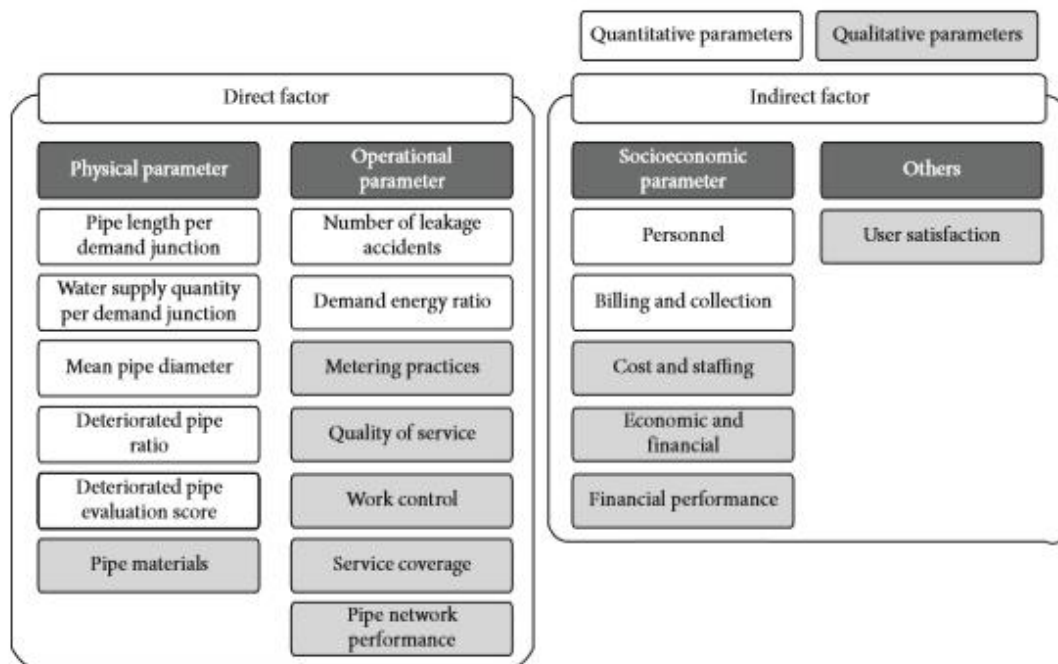 Quantitative parameters
Qualitative parameters
Direct factor
Physical parameter
Pipe length per
demand junction
Water supply quantity
per demand junction
Mean pipe diameter
Deteriorated pipe
ratio
Deteriorated pipe
evaluation score
Pipe materials
Operational
parameter
Number of leakage
accidents
Demand energy ratio
Metering practices
Quality of service
Work control
Service coverage
Pipe network
performance
Indirect factor
Socioeconomic
parameter
Personnel
Billing and collection
Cost and staffing
Economic and
financial
Financial performance
Others
User satisfaction